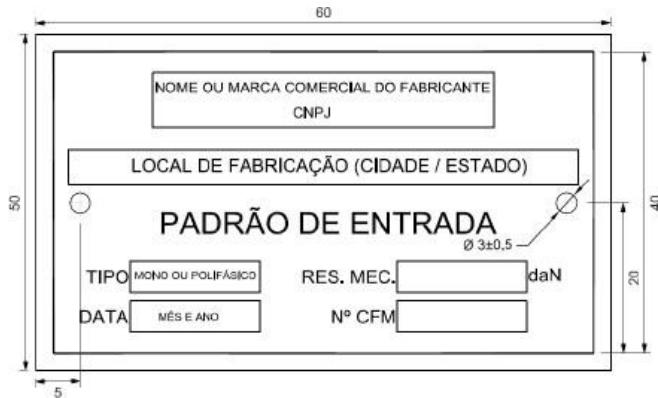 60
NOME OU MARCA COMERCIAL DO FABRICANTE
CNPJ
LOCAL DE FABRICAÇÃO (CIDADE / ESTADO)
50
40
PADRÃO DE ENTRADA
Ø 3±0,5
TIPO MONO OU POLIFÁSICO RES. MEC. daN
20
DATA MÊS E ANO Nº CFM
5